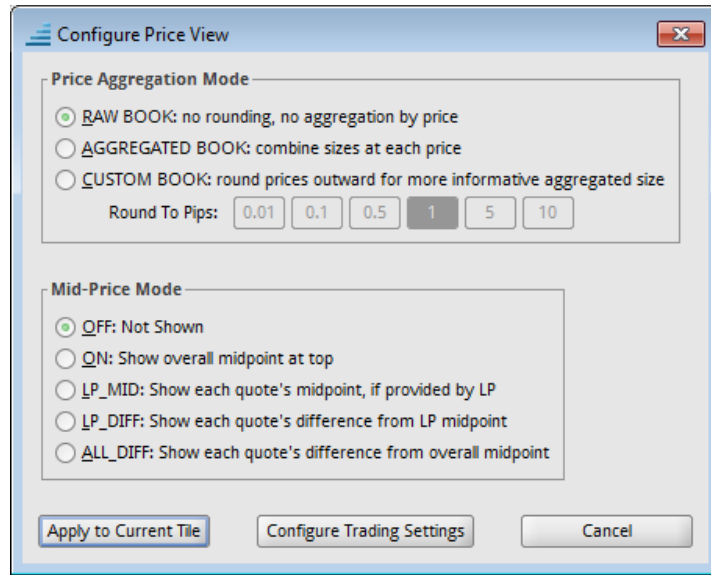 Configure Price View
Price Aggregation Mode
RAW BOOK: no rounding, no aggregation by price
AGGREGATED BOOK: combine sizes at each price
CUSTOM BOOK: round prices outward for more informative aggregated size
Round To Pips: 0.01 0.1 0.5 1 5 10
Mid-Price Mode
OFF: Not Shown
ON: Show overall midpoint at top
LP_MID: Show each quote's midpoint, if provided by LP
LP_DIFF: Show each quote's difference from LP midpoint
ALL_DIFF: Show each quote's difference from overall midpoint
Apply to Current Tile Configure Trading Settings Cancel